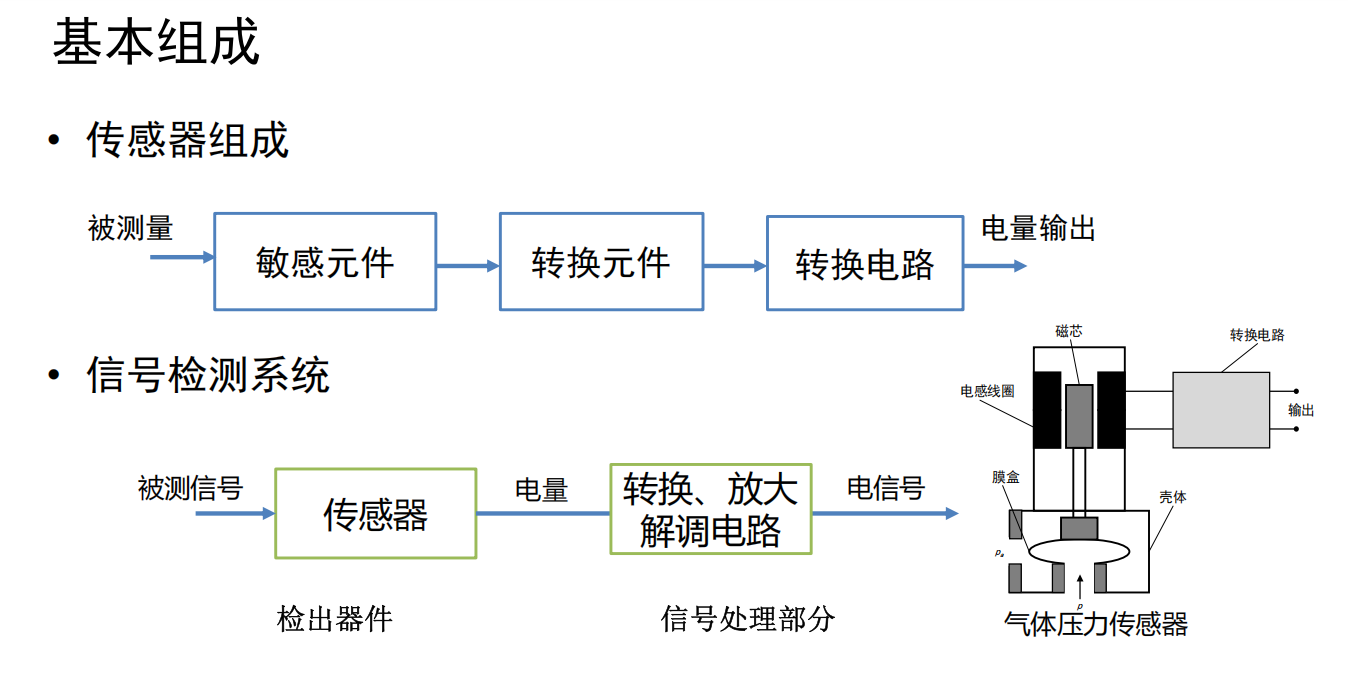 基本组成
• 传感器组成
被测量
敏感元件
转换元件
转换电路
电量输出
• 信号检测系统
被测信号
传感器
电量
转换、放大
解调电路
电信号
检出器件
信号处理部分
磁芯
转换电路
电感线圈
输出
膜盒
壳体
pa
p
气体压力传感器